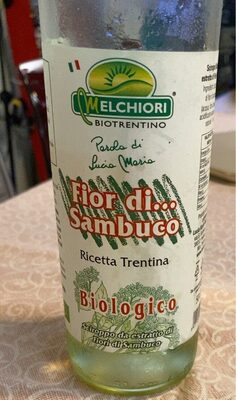 MELCHIORI
BIOTRENTINO
Parola di
Lucia Maria
Fior di...
Sambuco
Ricetta Trentina
Biologico
Sciroppo da estratto di
fiori di Sambuco